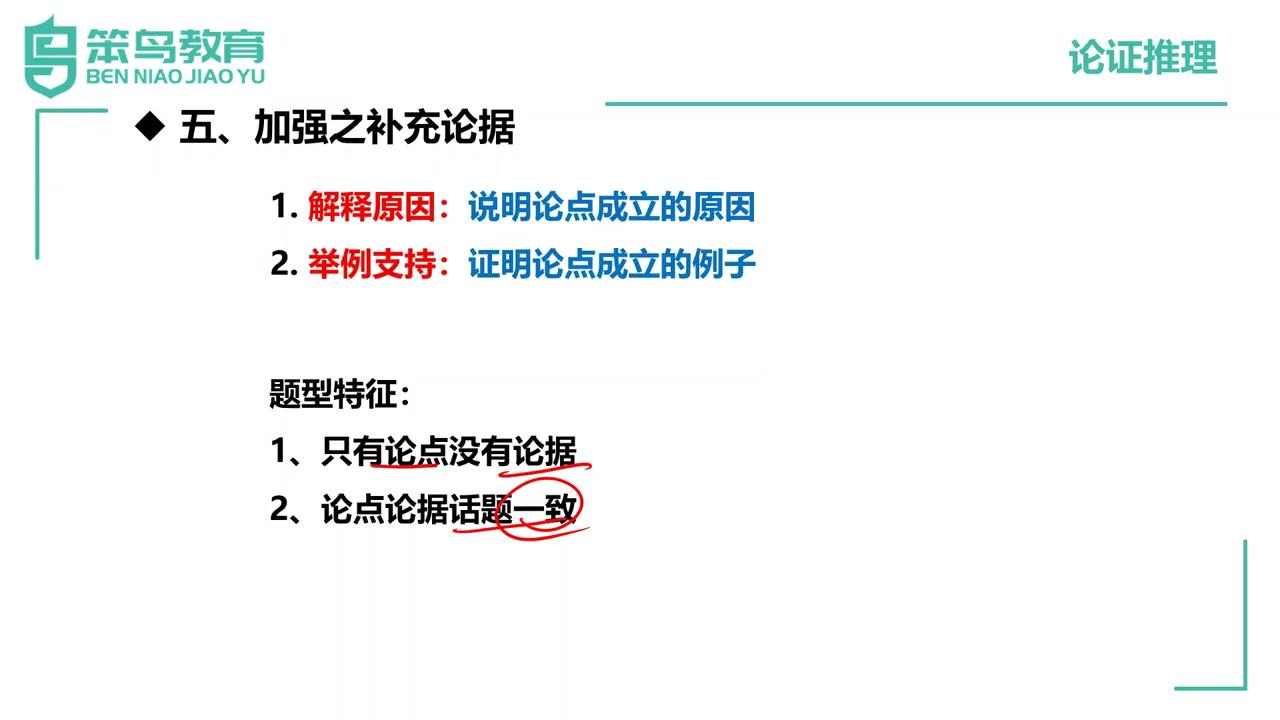 笨鸟教育
BEN NIAO JIAO YU
论证推理
◆ 五、加强之补充论据
1. 解释原因：说明论点成立的原因
2. 举例支持：证明论点成立的例子
题型特征：
1、只有论点没有论据
2、论点论据话题一致